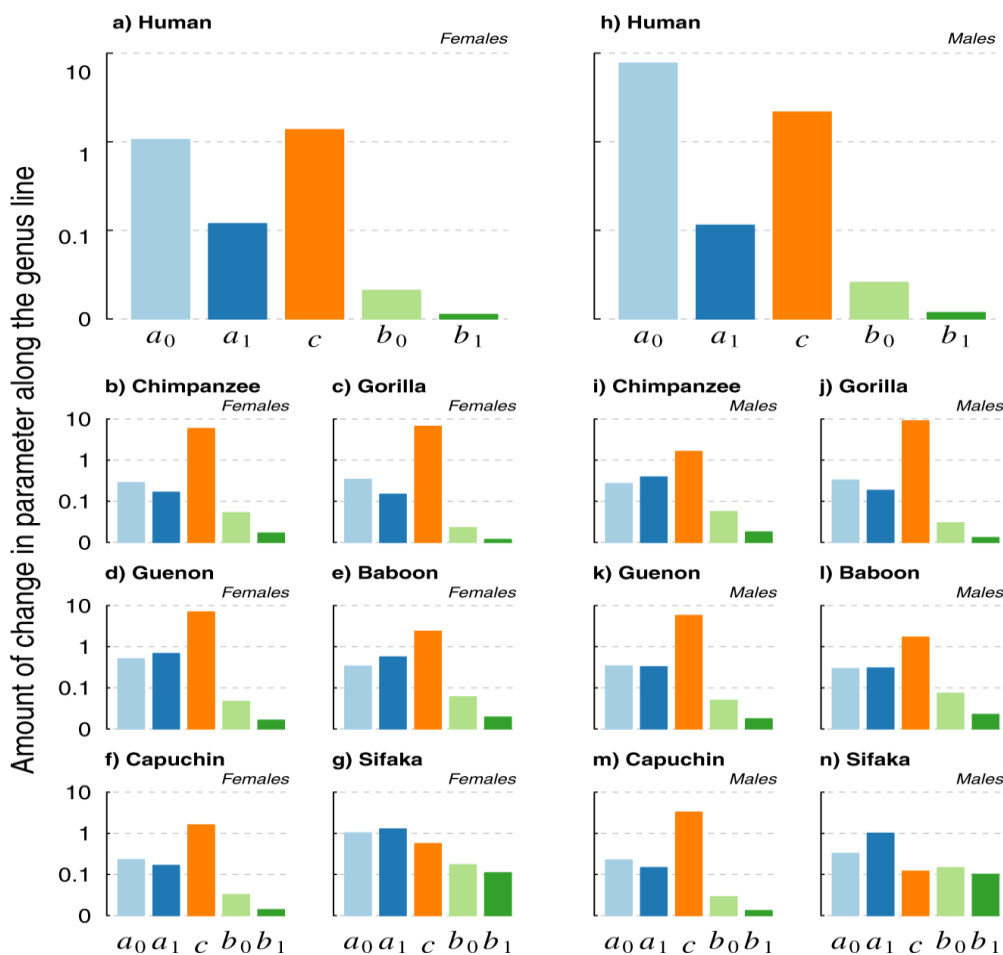 a) Human
Females
h) Human
Males
Amount of change in parameter along the genus line
10
1
0.1
0
a0 a1 c b0 b1
a0 a1 c b0 b1
b) Chimpanzee
Females
c) Gorilla
Females
i) Chimpanzee
Males
j) Gorilla
Males
10
1
0.1
0
d) Guenon
Females
e) Baboon
Females
k) Guenon
Males
l) Baboon
Males
10
1
0.1
0
f) Capuchin
Females
g) Sifaka
Females
m) Capuchin
Males
n) Sifaka
Males
10
1
0.1
0
a0 a1 c b0 b1
a0 a1 c b0 b1
a0 a1 c b0 b1
a0 a1 c b0 b1